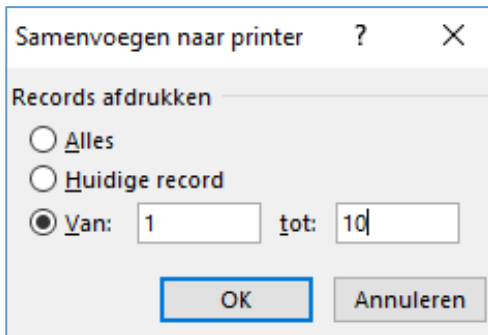 Samenvoegen naar printer ?
Records afdrukken
Alles
Huidige record
Van: 1 tot: 10
OK Annuleren